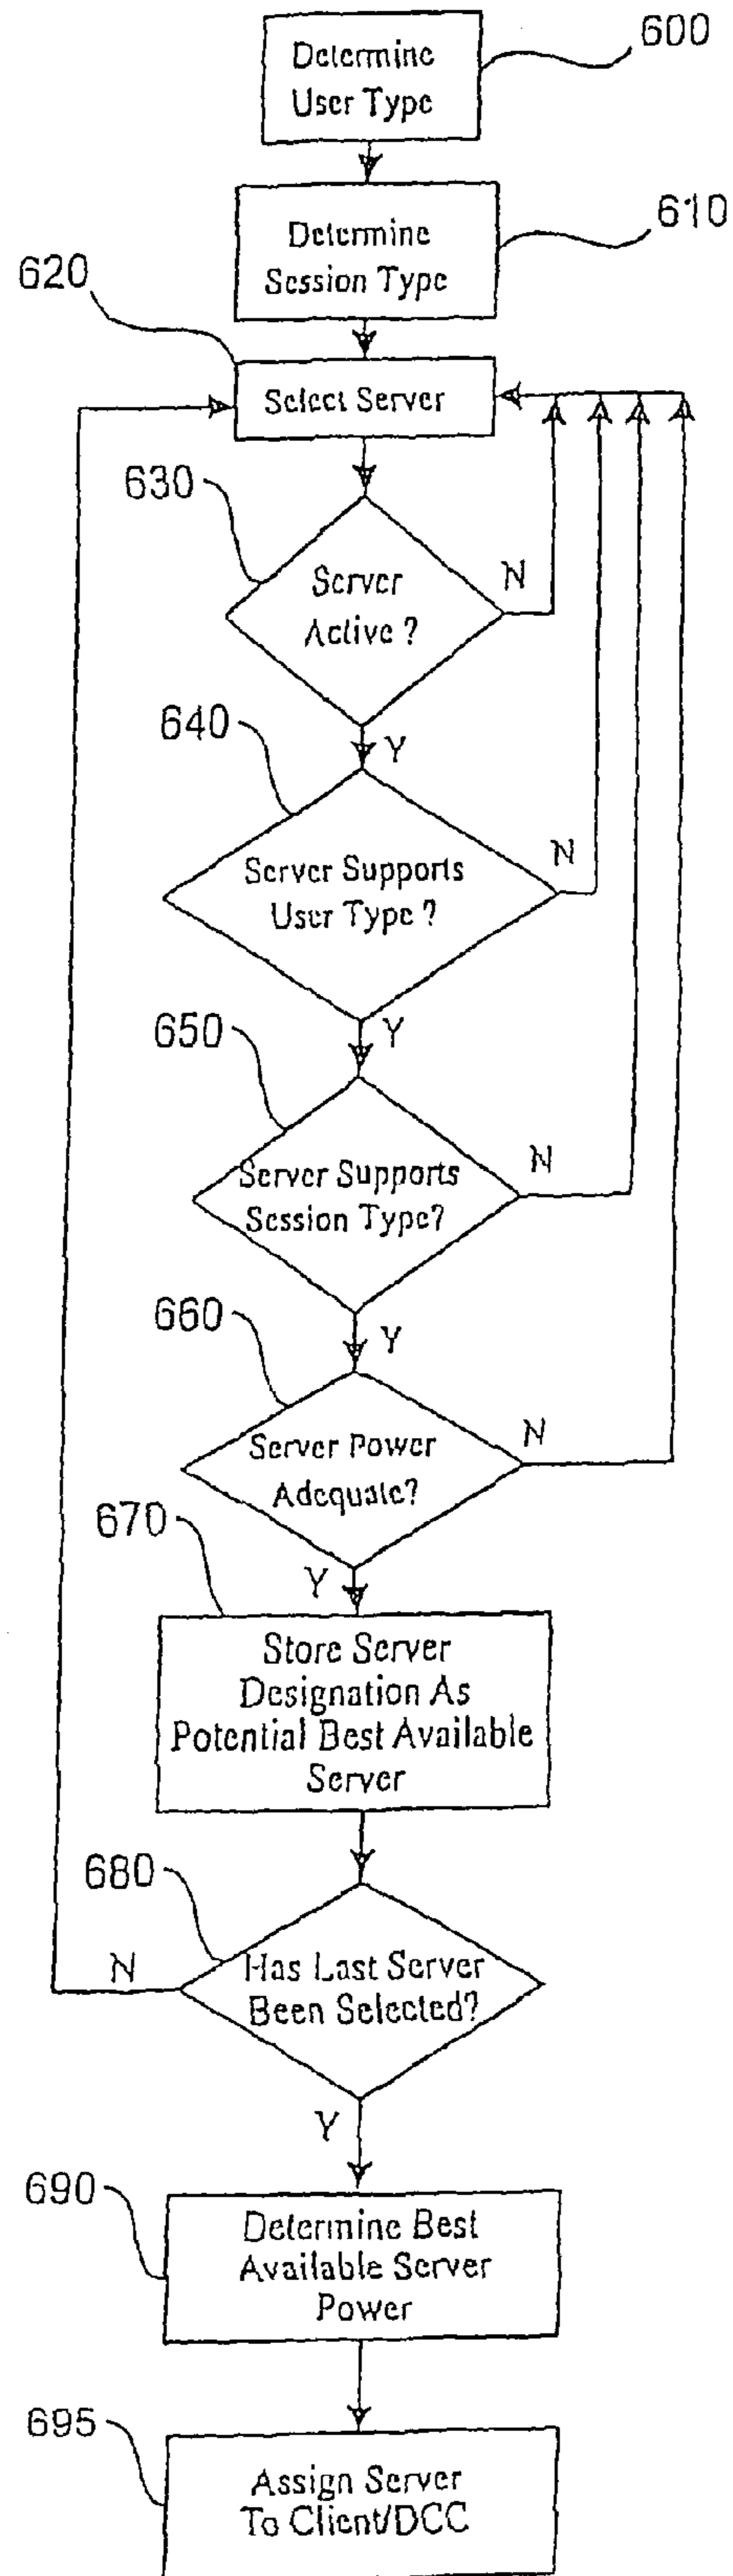 600
Determine
User Type
610
Determine
Session Type
620
Select Server
630
Server
Active ?
N
Y
640
Server Supports
User Type ?
N
Y
650
Server Supports
Session Type?
N
Y
660
Server Power
Adequate?
N
Y
670
Store Server
Designation As
Potential Best Available
Server
680
Has Last Server
Been Selected?
N
Y
690
Determine Best
Available Server
Power
695
Assign Server
To Client/DCC